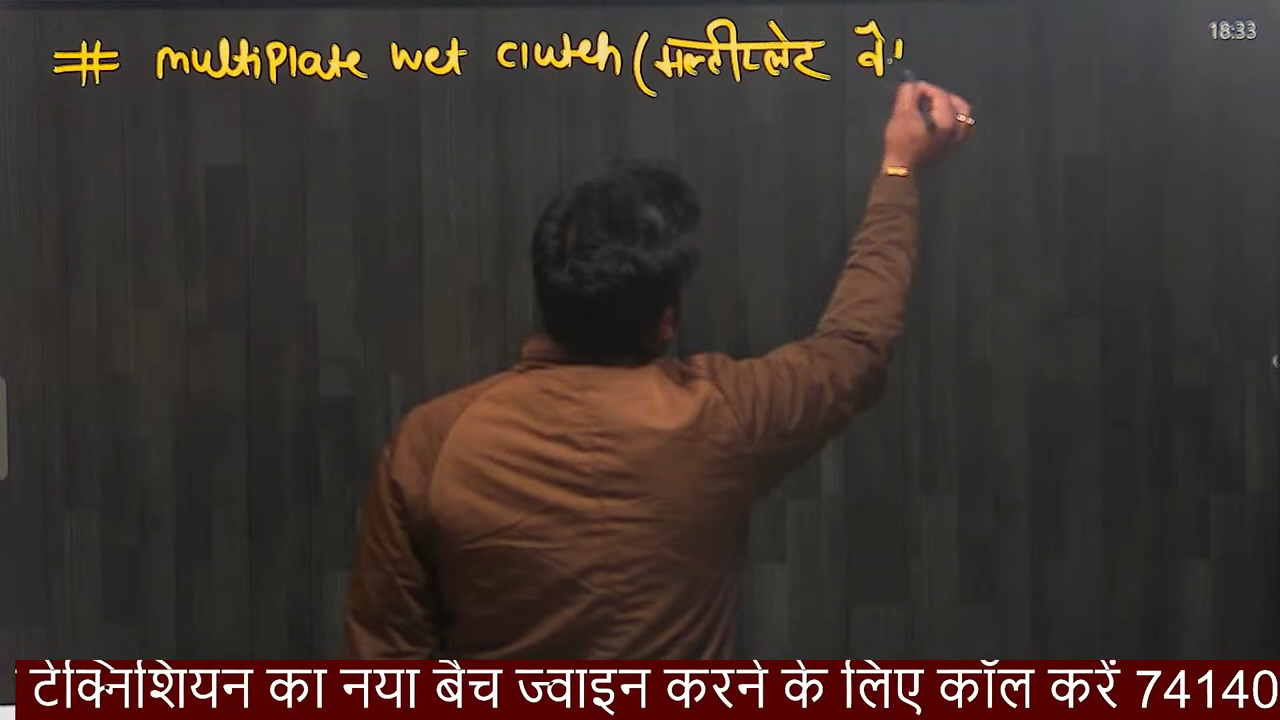 18:33
# multiplate wet clutch (मल्टीप्लेट वे
टेक्निशियन का नया बैच ज्वाइन करने के लिए कॉल करें 74140